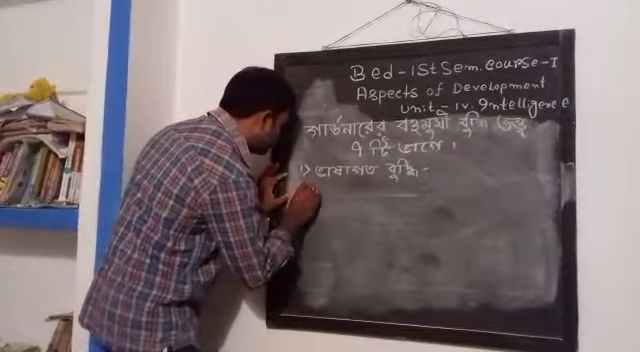 Bed-1st Sem. Course-I
Aspects of Development
Unit-IV. Intelligence
গার্ডনারের বহুমুখী বুদ্ধি তত্ত্ব
৭ টি ভাগে।
১) ভাষাগত বুদ্ধি-